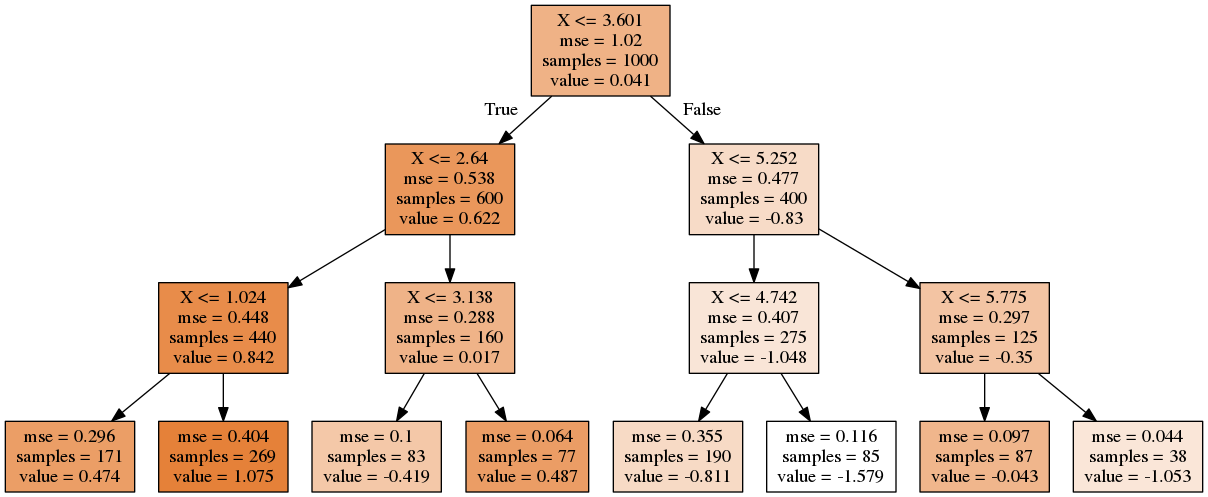 X <= 3.601
mse = 1.02
samples = 1000
value = 0.041
True
False
X <= 2.64
mse = 0.538
samples = 600
value = 0.622
X <= 5.252
mse = 0.477
samples = 400
value = -0.83
X <= 1.024
mse = 0.448
samples = 440
value = 0.842
X <= 3.138
mse = 0.288
samples = 160
value = 0.017
X <= 4.742
mse = 0.407
samples = 275
value = -1.048
X <= 5.775
mse = 0.297
samples = 125
value = -0.35
mse = 0.296
samples = 171
value = 0.474
mse = 0.404
samples = 269
value = 1.075
mse = 0.1
samples = 83
value = -0.419
mse = 0.064
samples = 77
value = 0.487
mse = 0.355
samples = 190
value = -0.811
mse = 0.116
samples = 85
value = -1.579
mse = 0.097
samples = 87
value = -0.043
mse = 0.044
samples = 38
value = -1.053